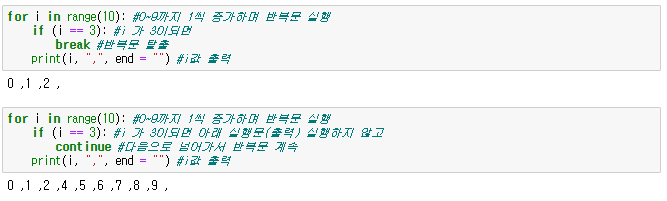 for i in range(10): #0~9까지 1씩 증가하며 반복문 실행
    if (i == 3): #i 가 3이되면
        break #반복문 탈출
    print(i, ",", end = "") #i값 출력
0 ,1 ,2 ,
for i in range(10): #0~9까지 1씩 증가하며 반복문 실행
    if (i == 3): #i 가 3이되면 아래 실행문(출력) 실행하지 않고
        continue #다음으로 넘어가서 반복문 계속
    print(i, ",", end = "") #i값 출력
0 ,1 ,2 ,4 ,5 ,6 ,7 ,8 ,9 ,